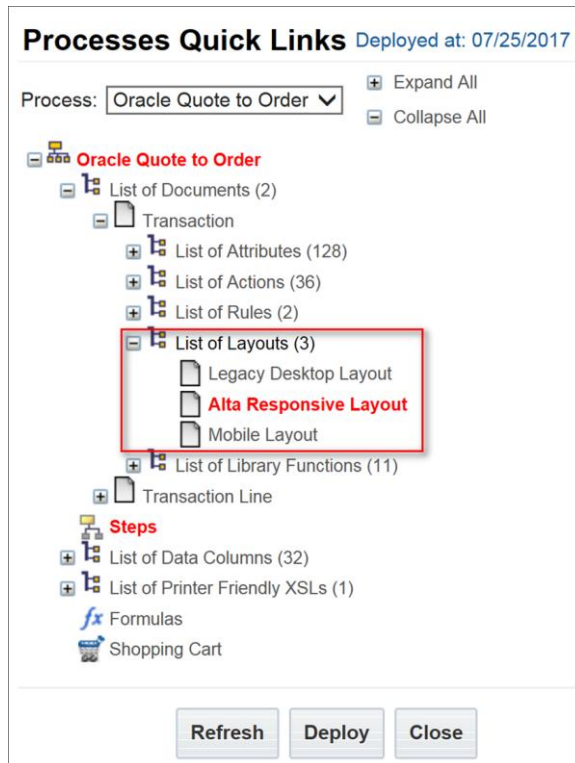 Processes Quick Links Deployed at: 07/25/2017
Process: Oracle Quote to Order
Expand All
Collapse All
Oracle Quote to Order
List of Documents (2)
Transaction
List of Attributes (128)
List of Actions (36)
List of Rules (2)
List of Layouts (3)
Legacy Desktop Layout
Alta Responsive Layout
Mobile Layout
List of Library Functions (11)
Transaction Line
Steps
List of Data Columns (32)
List of Printer Friendly XSLs (1)
fx Formulas
Shopping Cart
Refresh Deploy Close